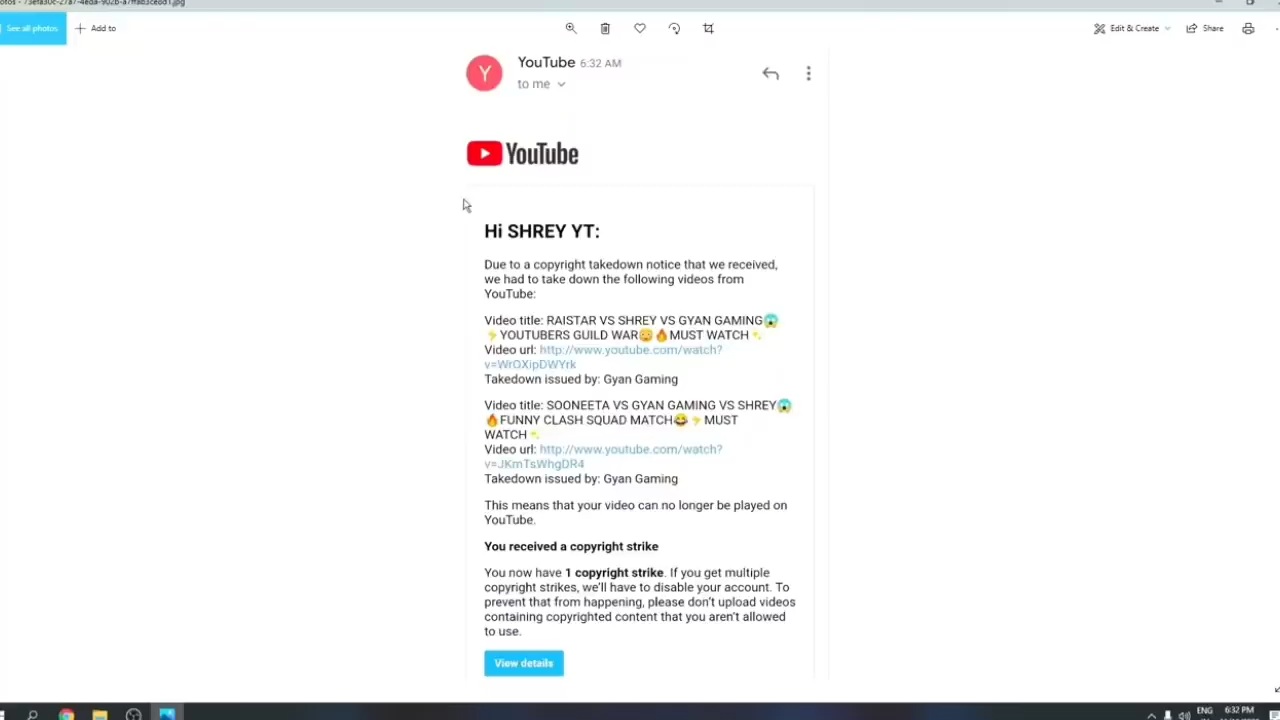 See all photos
Add to
Edit & Create
Share
Y
YouTube 6:32 AM
to me
YouTube
Hi SHREY YT:
Due to a copyright takedown notice that we received,
we had to take down the following videos from
YouTube:
Video title: RAISTAR VS SHREY VS GYAN GAMING😱
⚡YOUTUBERS GUILD WAR😳🔥MUST WATCH✨
Video url: http://www.youtube.com/watch?
v=WrQXipDWYrk
Takedown issued by: Gyan Gaming
Video title: SOONEETA VS GYAN GAMING VS SHREY😱
🔥FUNNY CLASH SQUAD MATCH😂⚡MUST
WATCH✨
Video url: http://www.youtube.com/watch?
v=JKmTsWhgDR4
Takedown issued by: Gyan Gaming
This means that your video can no longer be played on
YouTube.
You received a copyright strike
You now have 1 copyright strike. If you get multiple
copyright strikes, we'll have to disable your account. To
prevent that from happening, please don't upload videos
containing copyrighted content that you aren't allowed
to use.
View details
ENG
6:32 PM